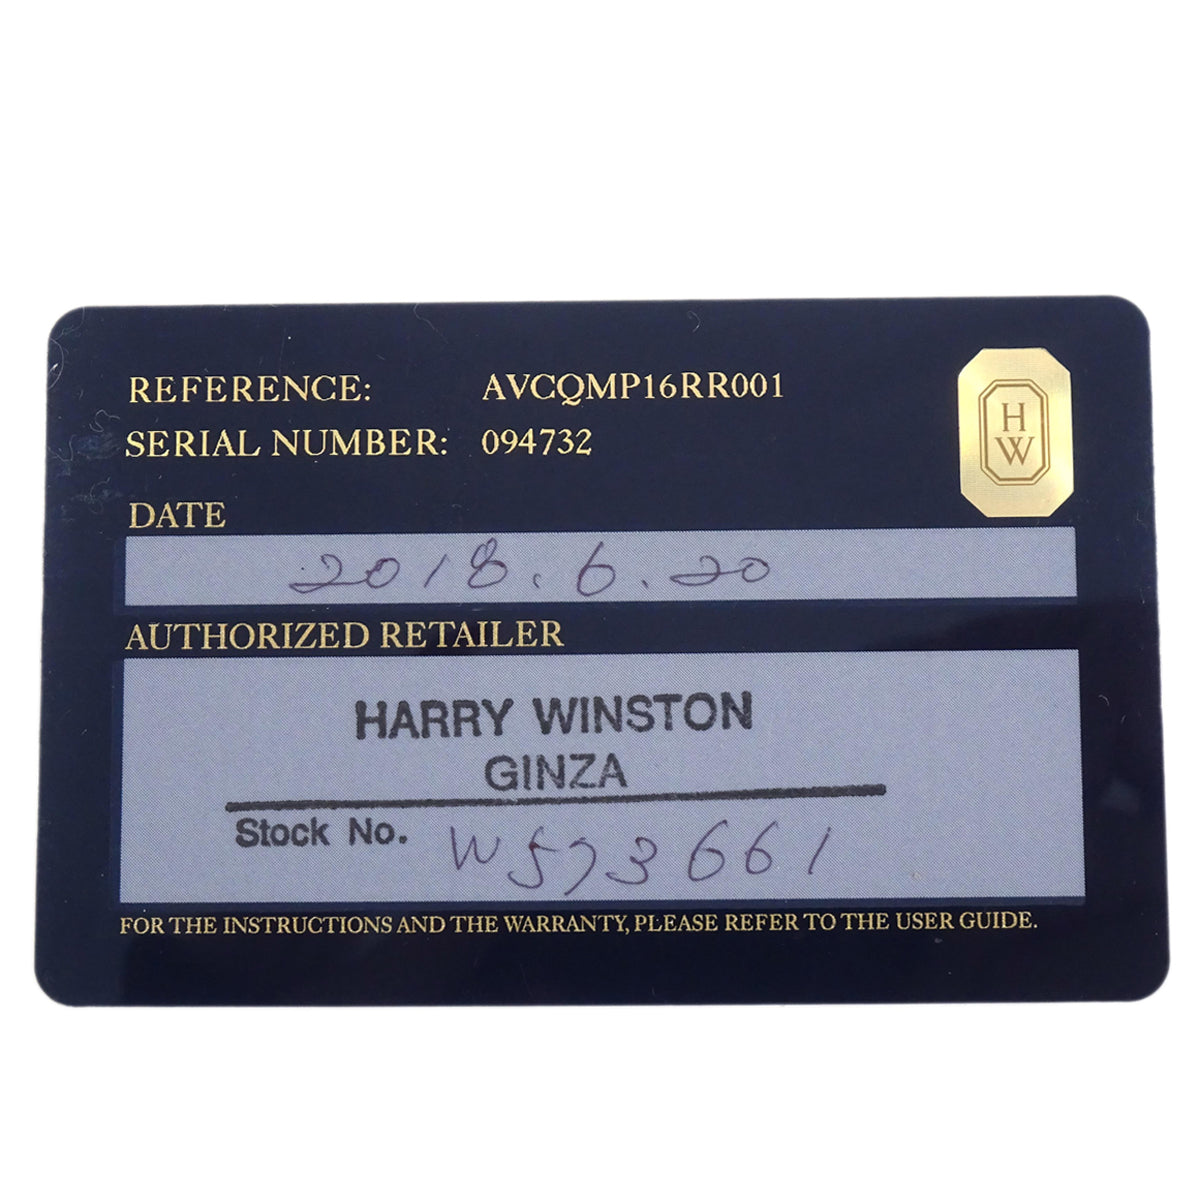 REFERENCE: AVCQMP16RR001
H
W
SERIAL NUMBER: 094732
DATE
2018.6.20
AUTHORIZED RETAILER
HARRY WINSTON
GINZA
Stock No. W573661
FOR THE INSTRUCTIONS AND THE WARRANTY, PLEASE REFER TO THE USER GUIDE.